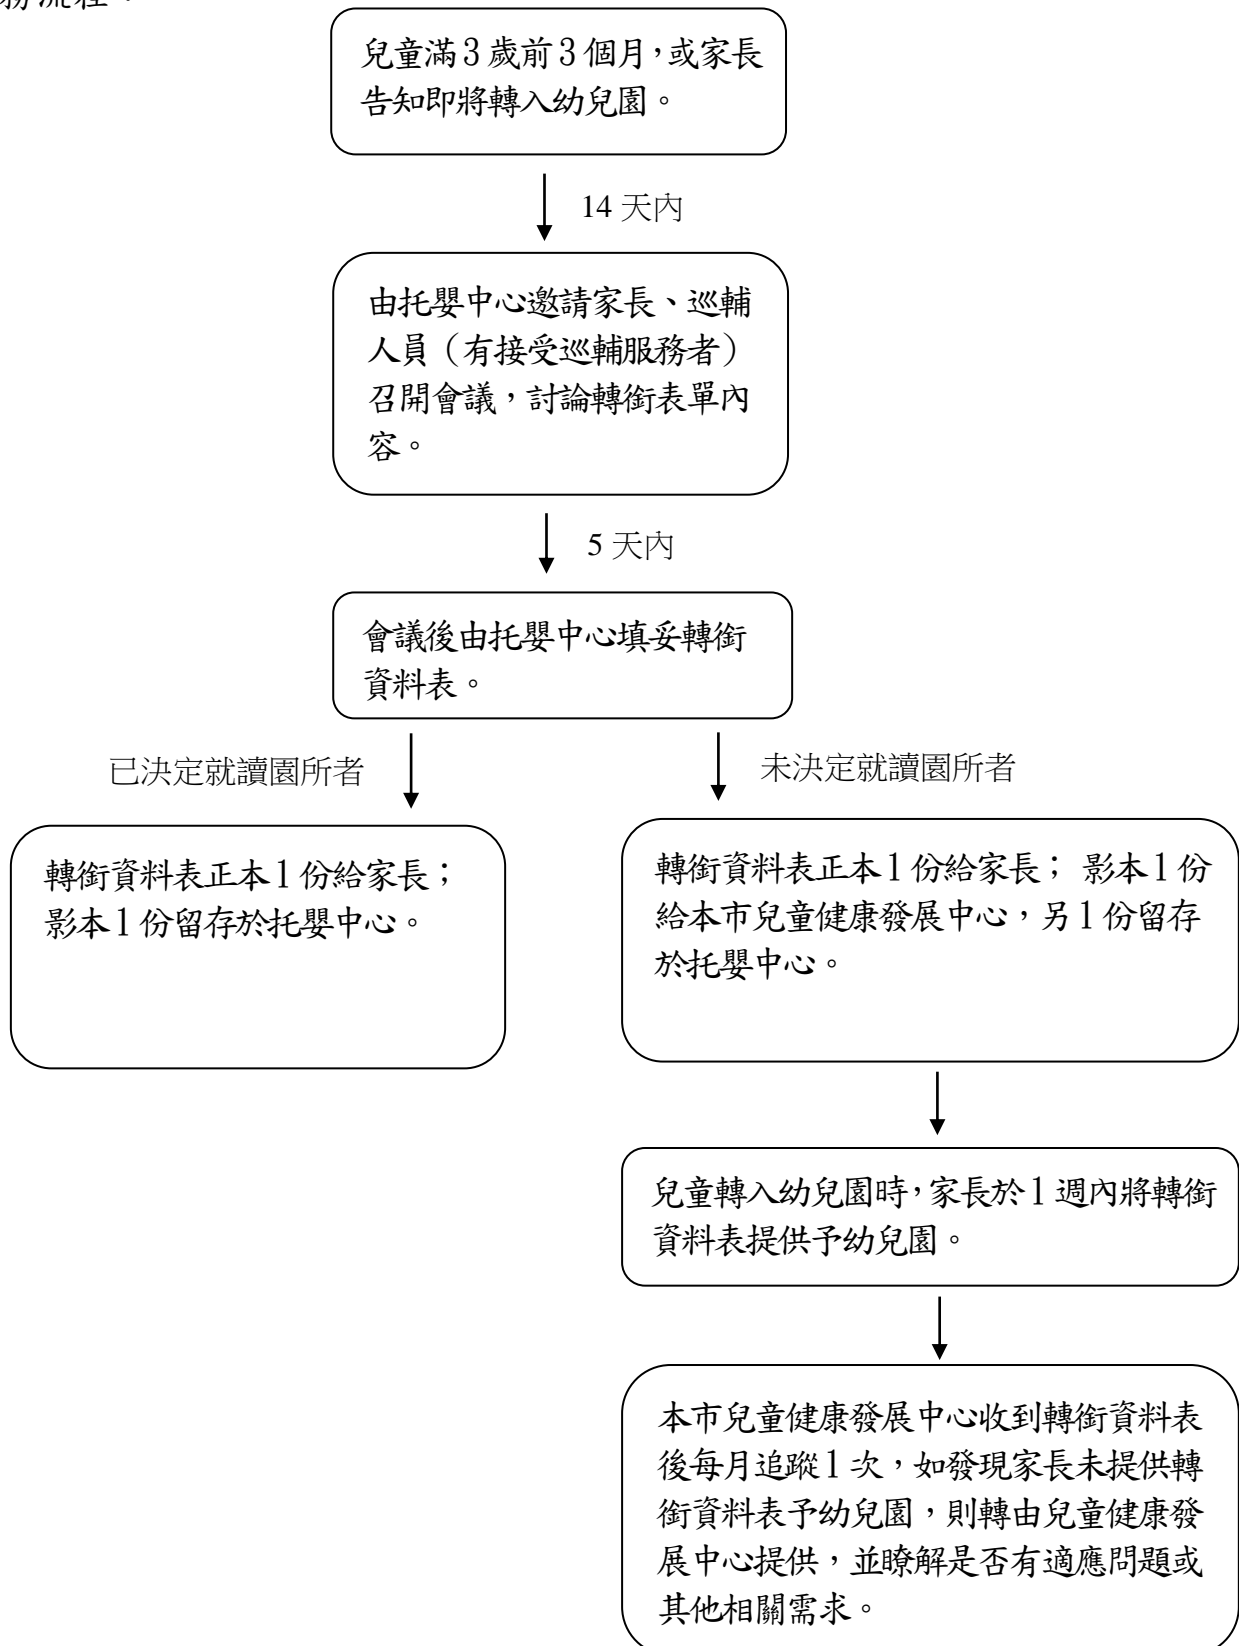 務流程：
兒童滿3歲前3個月，或家長
告知即將轉入幼兒園。
14 天內
由托嬰中心邀請家長、巡輔
人員（有接受巡輔服務者）
召開會議，討論轉銜表單內
容。
5 天內
會議後由托嬰中心填妥轉銜
資料表。
已決定就讀園所者
未決定就讀園所者
轉銜資料表正本1份給家長；
影本1份留存於托嬰中心。
轉銜資料表正本1份給家長； 影本1份
給本市兒童健康發展中心，另1份留存
於托嬰中心。
兒童轉入幼兒園時，家長於1週內將轉銜
資料表提供予幼兒園。
本市兒童健康發展中心收到轉銜資料表
後每月追蹤1次，如發現家長未提供轉
銜資料表予幼兒園，則轉由兒童健康發
展中心提供，並瞭解是否有適應問題或
其他相關需求。